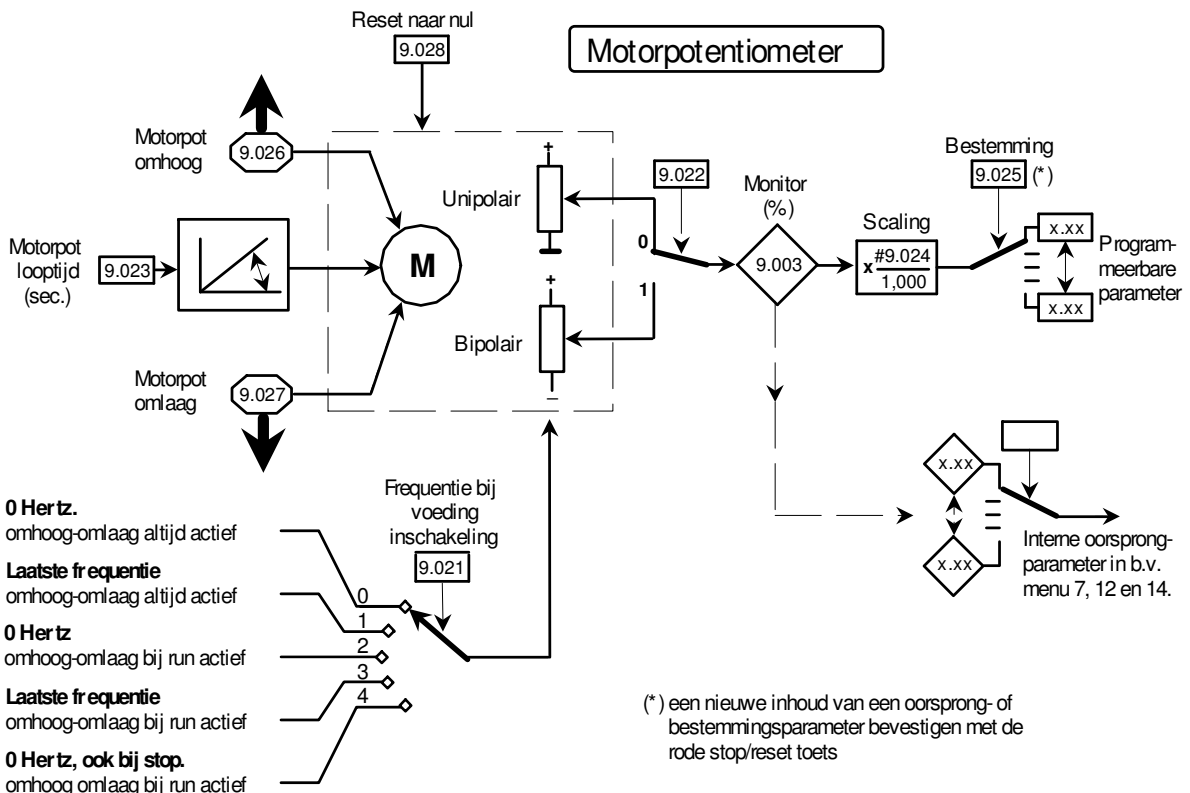 Reset naar nul
9.028
Motorpotentiometer
Motorpot
omhoog
9.026
Motorpot
looptijd
(sec.)
9.023
M
Motorpot
omlaag
9.027
+
Unipolair
+
Bipolair
–
9.022
0
1
Monitor
(%)
9.003
Scaling
x #9.024
1,000
Bestemming
9.025 (*)
x.xx
x.xx
Program-
meerbare
parameter
x.xx
x.xx
Interne oorsprong-
parameter in b.v.
menu 7, 12 en 14.
Frequentie bij
voeding
inschakeling
9.021
0 Hertz.
omhoog-omlaag altijd actief
Laatste frequentie
omhoog-omlaag altijd actief
0 Hertz
omhoog-omlaag bij run actief
Laatste frequentie
omhoog-omlaag bij run actief
0 Hertz, ook bij stop.
omhoog omlaag bij run actief
0
1
2
3
4
(*) een nieuwe inhoud van een oorsprong- of
bestemmingsparameter bevestigen met de
rode stop/reset toets